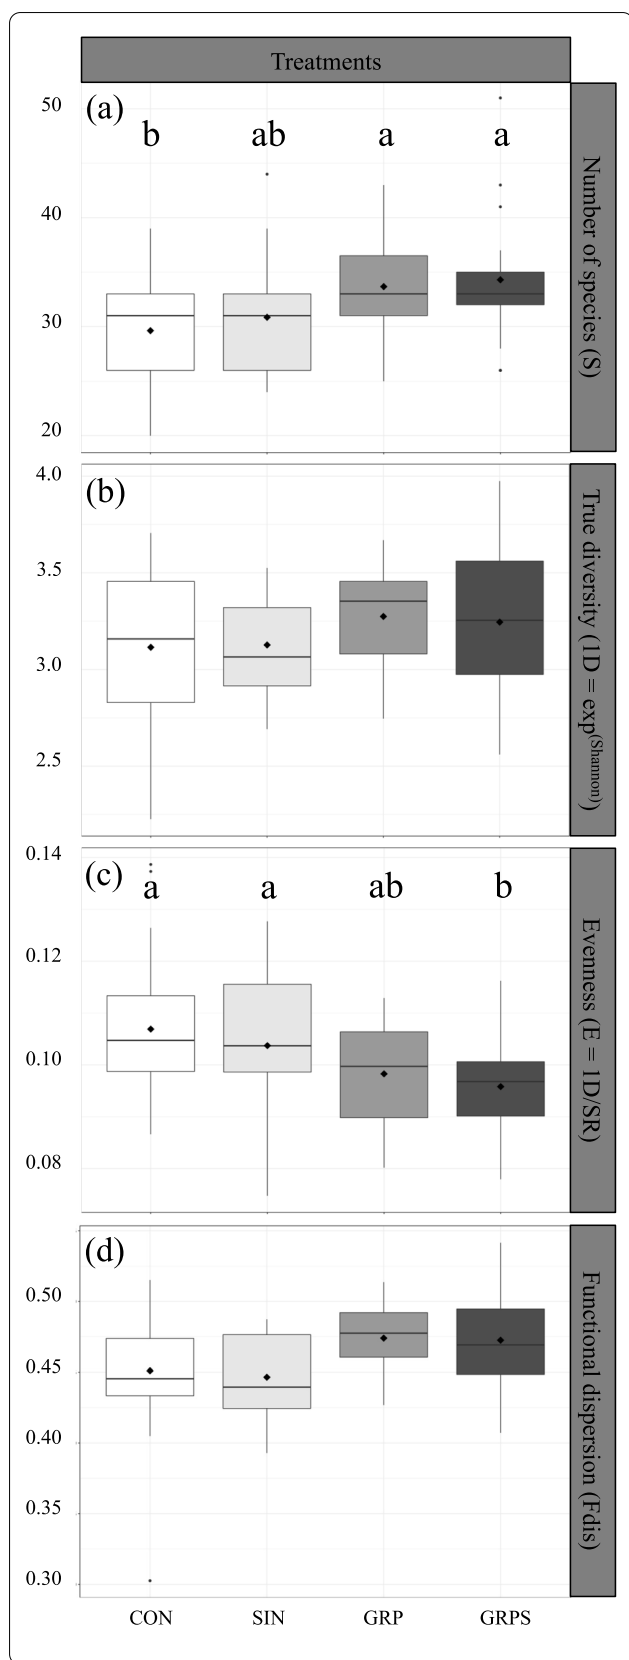 Treatments
(a)
b ab a a
50
40
30
20
Number of species (S)
(b)
4.0
3.5
3.0
2.5
True diversity (1D = exp(Shannon))
(c)
a a ab b
0.14
0.12
0.10
0.08
Evenness (E = 1D/SR)
(d)
0.50
0.45
0.40
0.35
0.30
Functional dispersion (Fdis)
CON SIN GRP GRPS